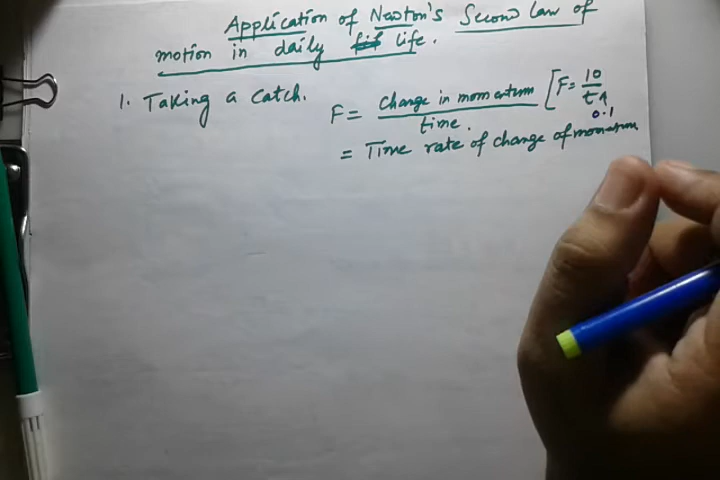 Application of Newton's Second law of
motion in daily life.
1. Taking a catch.
F = Change in momentum / time. [F = 10 / t
0.1
= Time rate of change of momentum